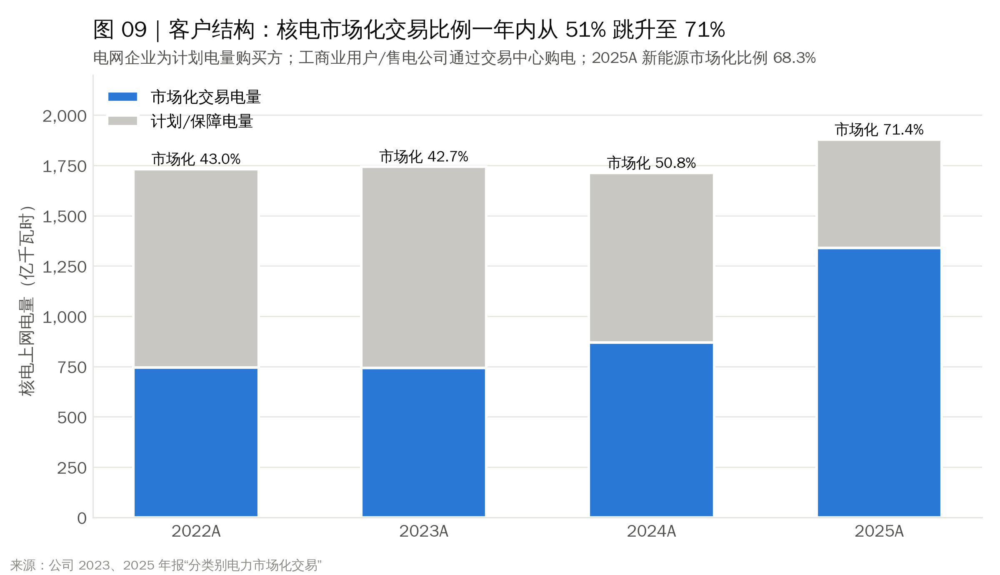 图 09｜客户结构：核电市场化交易比例一年内从 51% 跳升至 71%
电网企业为计划电量购买方；工商业用户/售电公司通过交易中心购电；2025A 新能源市场化比例 68.3%
市场化交易电量
计划/保障电量
核电上网电量（亿千瓦时）
2,000
1,750
1,500
1,250
1,000
750
500
250
0
市场化 43.0%
市场化 42.7%
市场化 50.8%
市场化 71.4%
2022A
2023A
2024A
2025A
来源：公司 2023、2025 年报“分类别电力市场化交易”